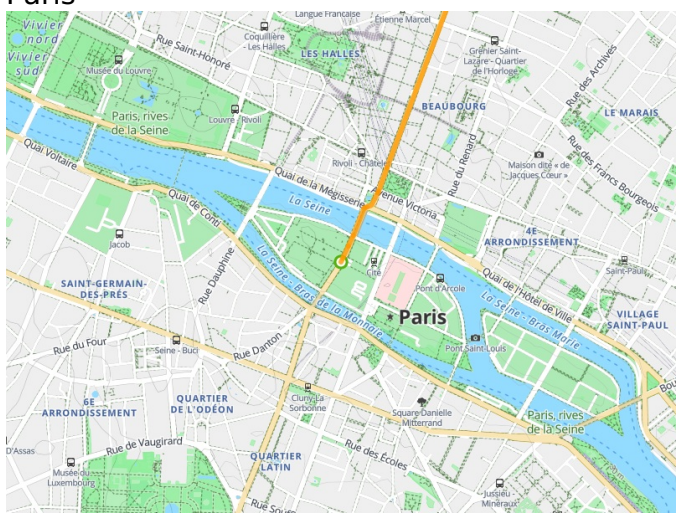 Paris
Vivier
nord
Vivier
sud
Musée du Louvre
Rue Saint-Honoré
Coquillière
- Les Halles
Langue Française
Étienne Marcel
LES HALLES
Grenier Saint-
Lazare - Quartier
de l'Horloge
Rue des Archives
BEAUBOURG
LE MARAIS
Paris, rives
de la Seine
Louvre - Rivoli
Rivoli - Châtelet
Rue du Renard
Maison dite « de
Jacques Cœur »
Rue des Francs Bourgeois
Quai Voltaire
Quai de la Mégisserie
Avenue Victoria
La Seine
Quai de Conti
Jacob
4E
ARRONDISSEMENT
Saint-Paul
SAINT-GERMAIN-
DES-PRÉS
Rue Dauphine
La Seine - Bras de la Monnaie
Cité
Pont d'Arcole
Quai de l'Hôtel de Ville
La Seine - Bras Marie
VILLAGE
SAINT-PAUL
Paris
Rue du Four
Seine - Buci
Rue Danton
Pont Saint-Louis
6E
ARRONDISSEMENT
QUARTIER
DE L'ODÉON
Cluny-La
Sorbonne
Square Danielle
Mitterrand
Paris, rives
de la Seine
Bou
D'Assas
Rue de Vaugirard
Musée du
Luxembourg
QUARTIER
LATIN
Rue des Écoles
Rue Sou
Jussieu
Minéraux